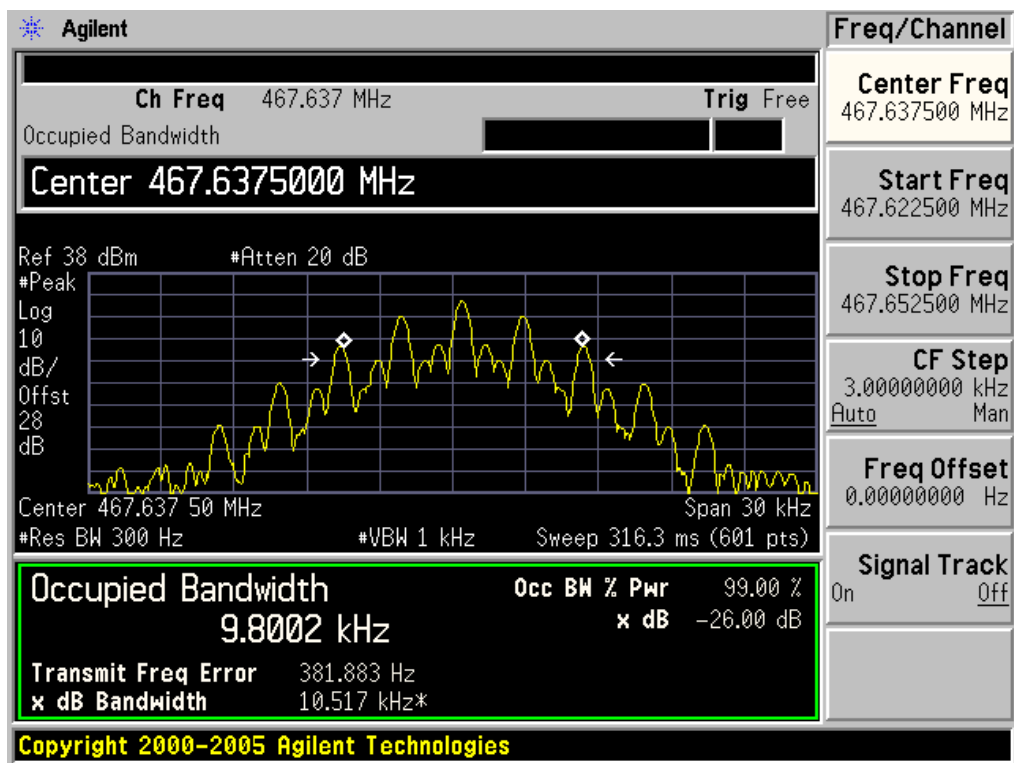 Agilent
Freq/Channel
Ch Freq 467.637 MHz Trig Free
Occupied Bandwidth
Center 467.6375000 MHz
Ref 38 dBm #Atten 20 dB
#Peak
Log
10
dB/
Offst
28
dB
Center 467.637 50 MHz Span 30 kHz
#Res BW 300 Hz #VBW 1 kHz Sweep 316.3 ms (601 pts)
Occupied Bandwidth
9.8002 kHz
Occ BW % Pwr 99.00 %
x dB -26.00 dB
Transmit Freq Error 381.883 Hz
x dB Bandwidth 10.517 kHz*
Center Freq
467.637500 MHz
Start Freq
467.622500 MHz
Stop Freq
467.652500 MHz
CF Step
3.00000000 kHz
Auto Man
Freq Offset
0.00000000 Hz
Signal Track
On Off
Copyright 2000-2005 Agilent Technologies